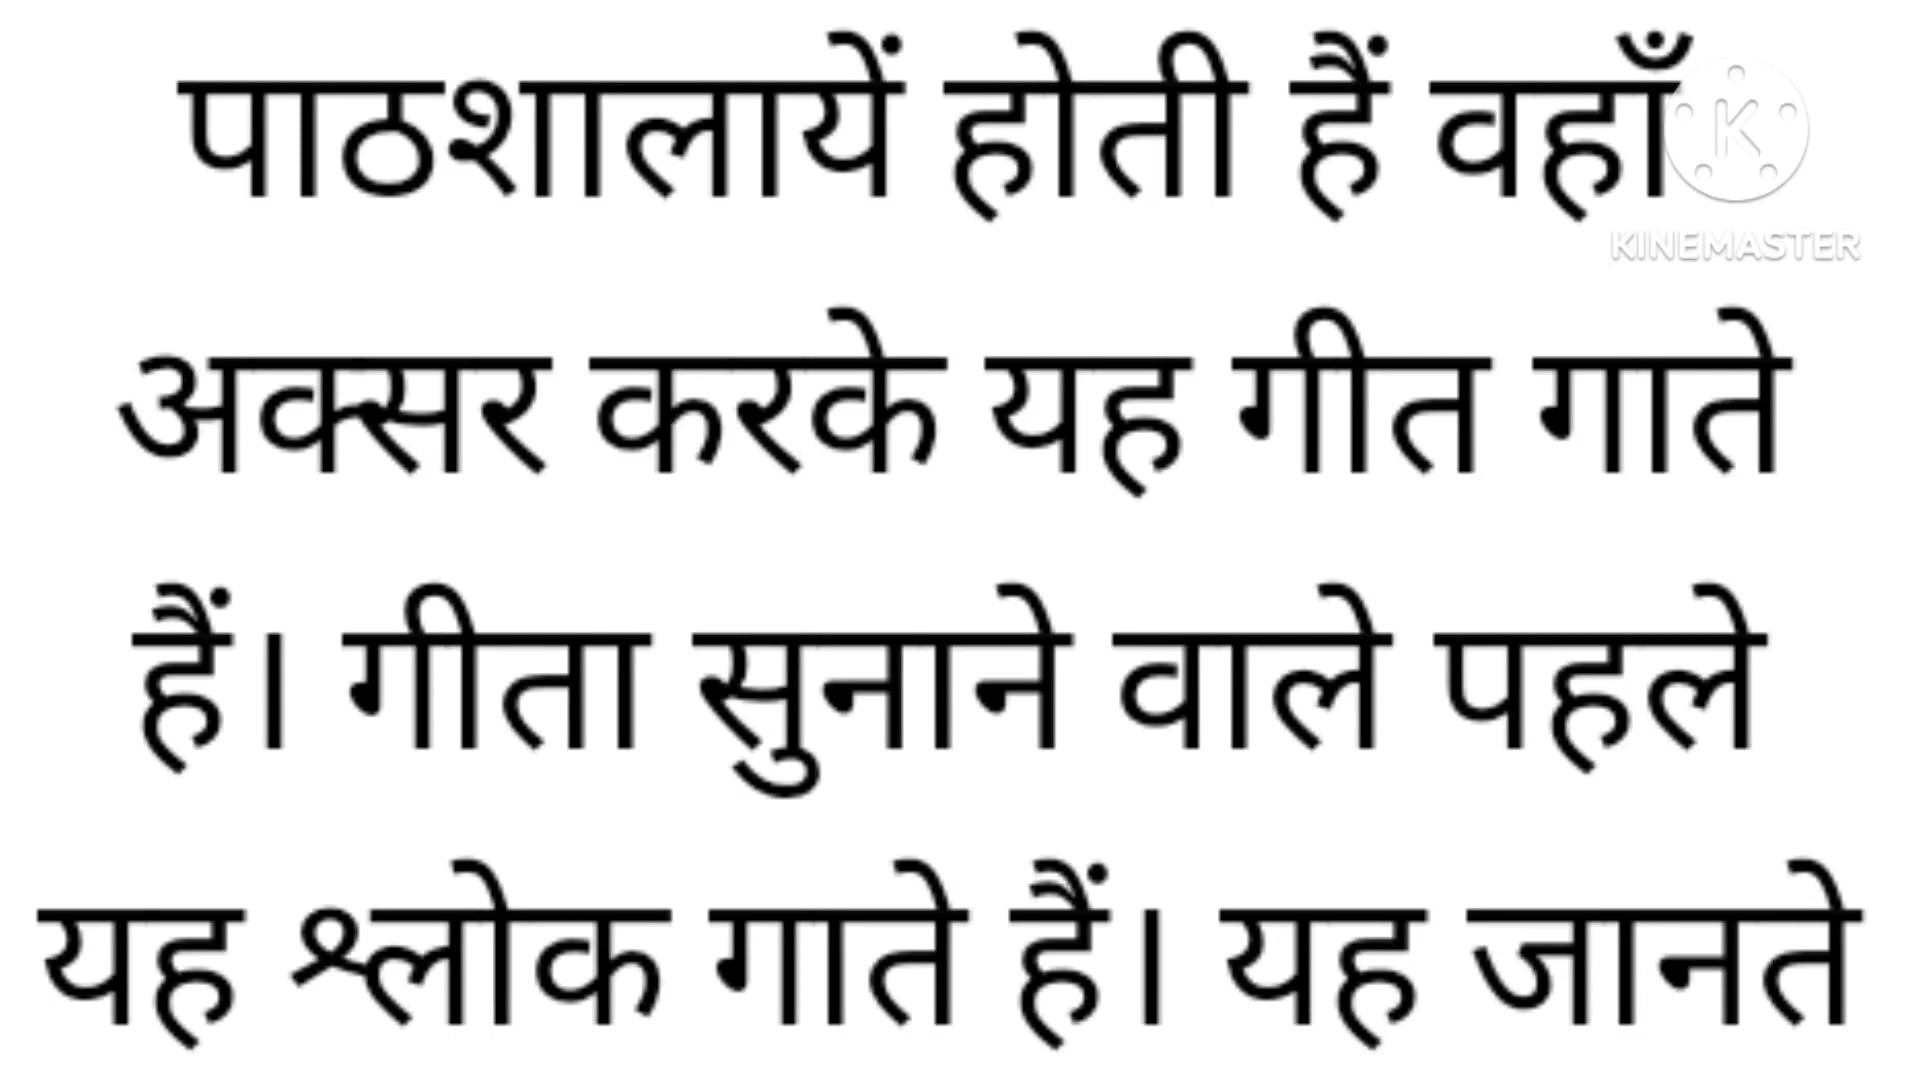 पाठशालायें होती हैं वहाँ
KINEMASTER
अक्सर करके यह गीत गाते
हैं। गीता सुनाने वाले पहले
यह श्लोक गाते हैं। यह जानते